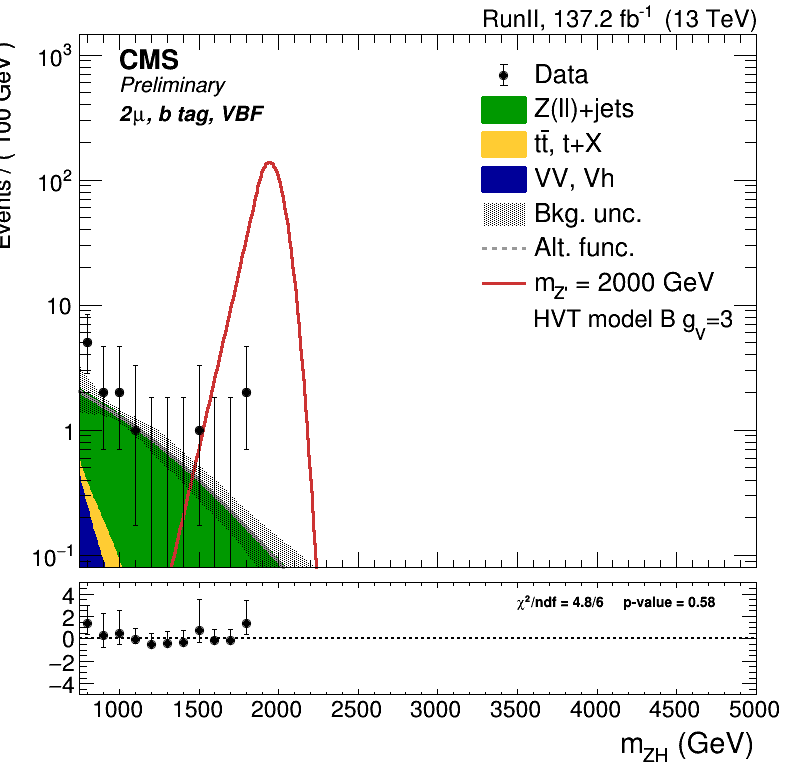 RunII, 137.2 fb⁻¹ (13 TeV)
CMS
Preliminary
2μ, b tag, VBF
Data
Z(ll)+jets
tt̄, t+X
VV, Vh
Bkg. unc.
Alt. func.
m_Z' = 2000 GeV
HVT model B g_V=3
Events / ( 100 GeV )
10³
10²
10
1
10⁻¹
χ²/ndf = 4.8/6 p-value = 0.58
4
2
0
−2
−4
1000 1500 2000 2500 3000 3500 4000 4500 5000
m_ZH (GeV)